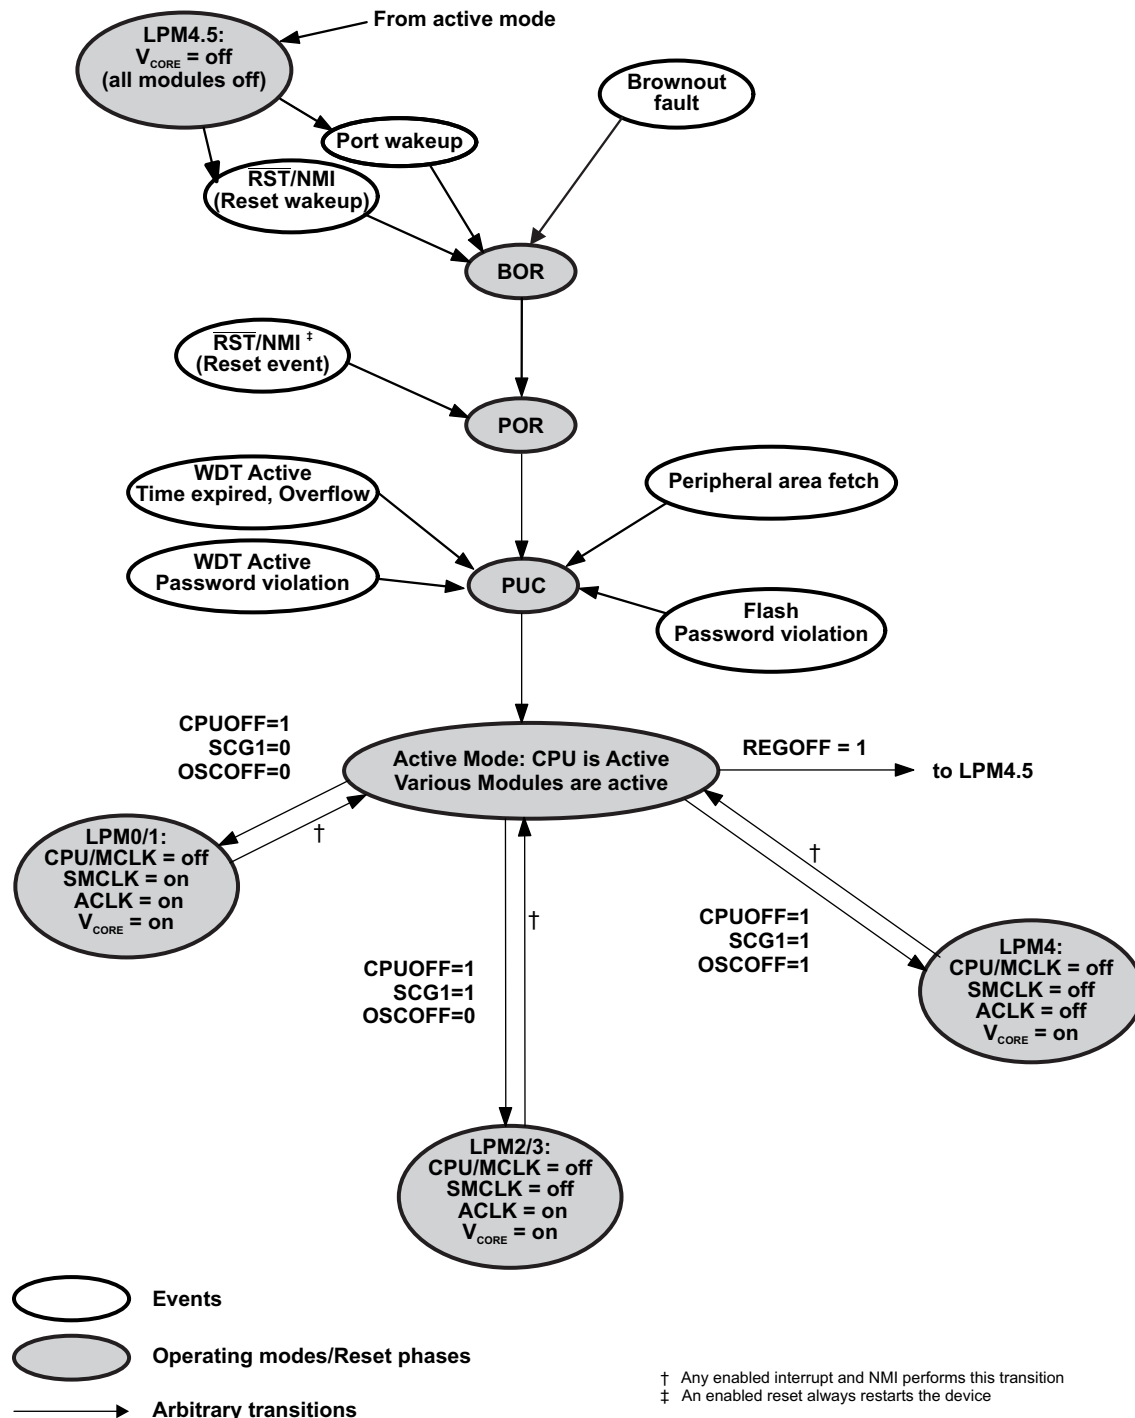 From active mode
LPM4.5:
VCORE = off
(all modules off)
Brownout
fault
Port wakeup
RST/NMI
(Reset wakeup)
BOR
RST/NMI ‡
(Reset event)
POR
WDT Active
Time expired, Overflow
Peripheral area fetch
WDT Active
Password violation
PUC
Flash
Password violation
CPUOFF=1
SCG1=0
OSCOFF=0
Active Mode: CPU is Active
Various Modules are active
REGOFF = 1
to LPM4.5
†
LPM0/1:
CPU/MCLK = off
SMCLK = on
ACLK = on
VCORE = on
†
CPUOFF=1
SCG1=1
OSCOFF=0
†
CPUOFF=1
SCG1=1
OSCOFF=1
LPM4:
CPU/MCLK = off
SMCLK = off
ACLK = off
VCORE = on
LPM2/3:
CPU/MCLK = off
SMCLK = off
ACLK = on
VCORE = on
Events
Operating modes/Reset phases
Arbitrary transitions
† Any enabled interrupt and NMI performs this transition
‡ An enabled reset always restarts the device